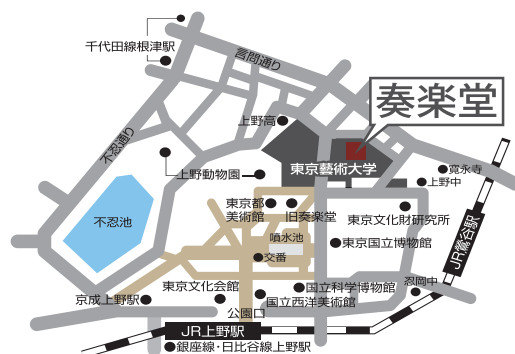 千代田線根津駅
言問通り
奏楽堂
不忍通り
上野高
東京藝術大学
寛永寺
上野中
上野動物園
東京都
美術館
旧奏楽堂
東京文化財研究所
不忍池
噴水池
東京国立博物館
交番
JR鶯谷駅
忍岡中
国立科学博物館
東京文化会館
国立西洋美術館
京成上野駅
公園口
JR上野駅
銀座線・日比谷線上野駅